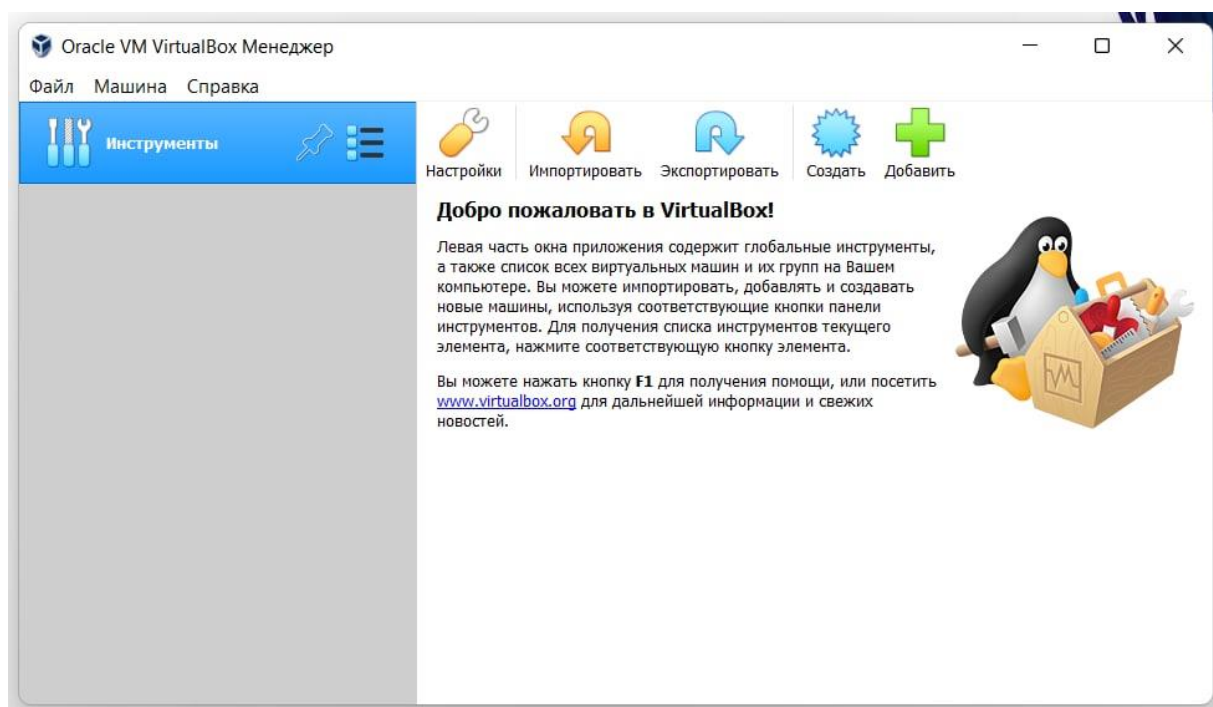 Oracle VM VirtualBox Менеджер
Файл Машина Справка
Инструменты
Настройки Импортировать Экспортировать Создать Добавить
Добро пожаловать в VirtualBox!
Левая часть окна приложения содержит глобальные инструменты,
а также список всех виртуальных машин и их групп на Вашем
компьютере. Вы можете импортировать, добавлять и создавать
новые машины, используя соответствующие кнопки панели
инструментов. Для получения списка инструментов текущего
элемента, нажмите соответствующую кнопку элемента.
Вы можете нажать кнопку F1 для получения помощи, или посетить
www.virtualbox.org для дальнейшей информации и свежих
новостей.